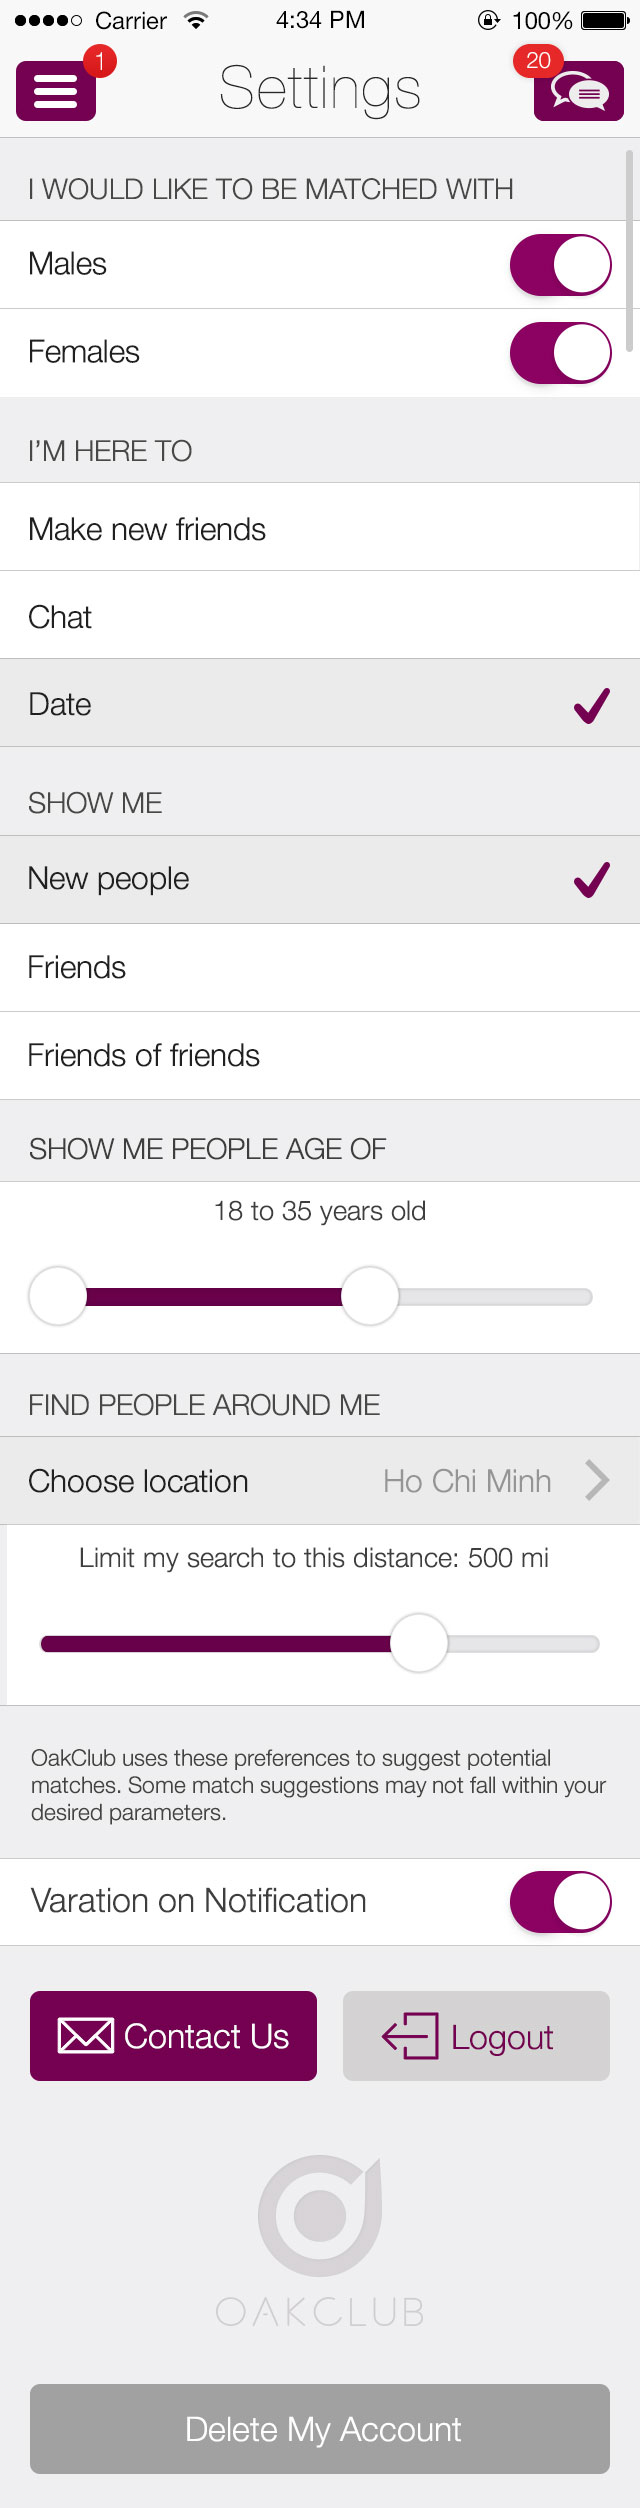 Carrier 4:34 PM 100%
1 Settings 20
I WOULD LIKE TO BE MATCHED WITH
Males
Females
I’M HERE TO
Make new friends
Chat
Date
SHOW ME
New people
Friends
Friends of friends
SHOW ME PEOPLE AGE OF
18 to 35 years old
FIND PEOPLE AROUND ME
Choose location Ho Chi Minh
Limit my search to this distance: 500 mi
OakClub uses these preferences to suggest potential
matches. Some match suggestions may not fall within your
desired parameters.
Varation on Notification
Contact Us Logout
OAKCLUB
Delete My Account